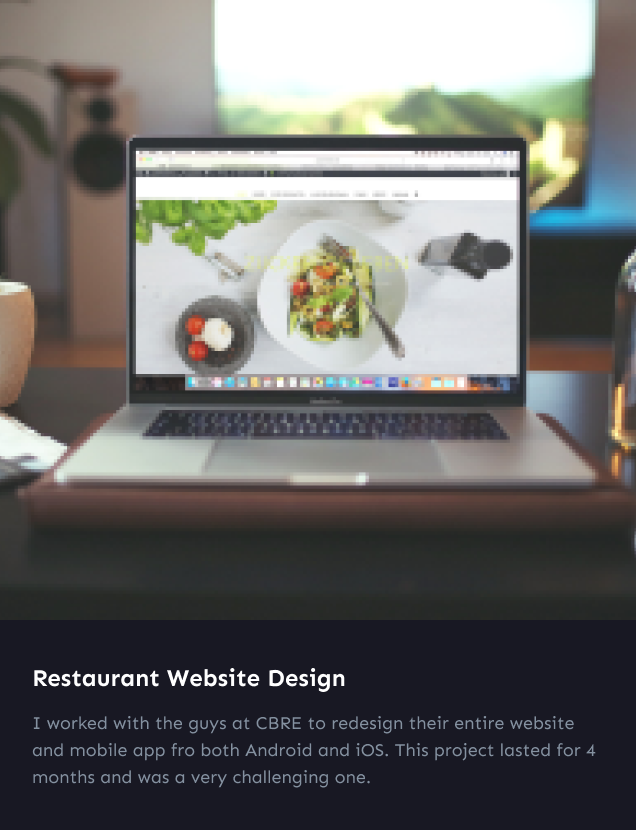 Restaurant Website Design
I worked with the guys at CBRE to redesign their entire website
and mobile app fro both Android and iOS. This project lasted for 4
months and was a very challenging one.